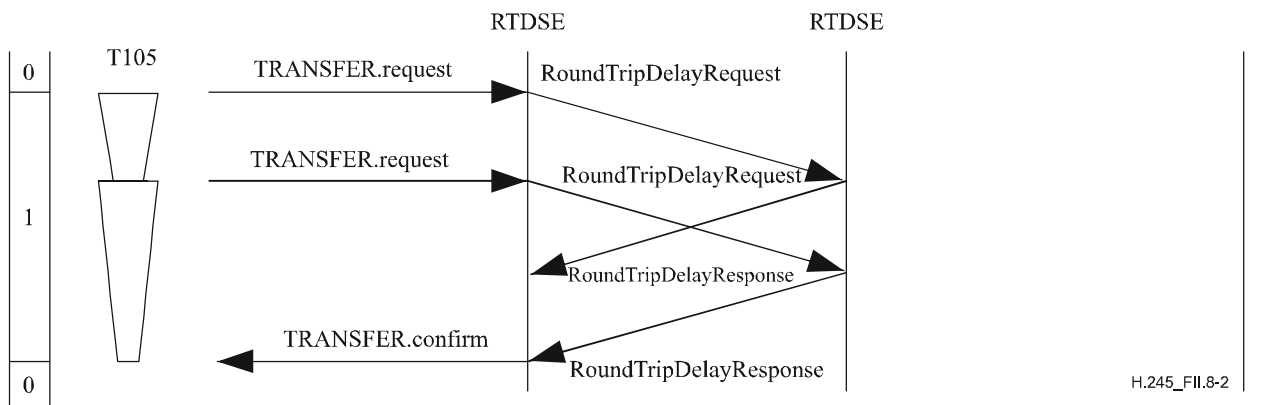 RTDSE
RTDSE
T105
0
TRANSFER.request
RoundTripDelayRequest
TRANSFER.request
RoundTripDelayRequest
1
RoundTripDelayResponse
TRANSFER.confirm
RoundTripDelayResponse
0
H.245_FII.8-2